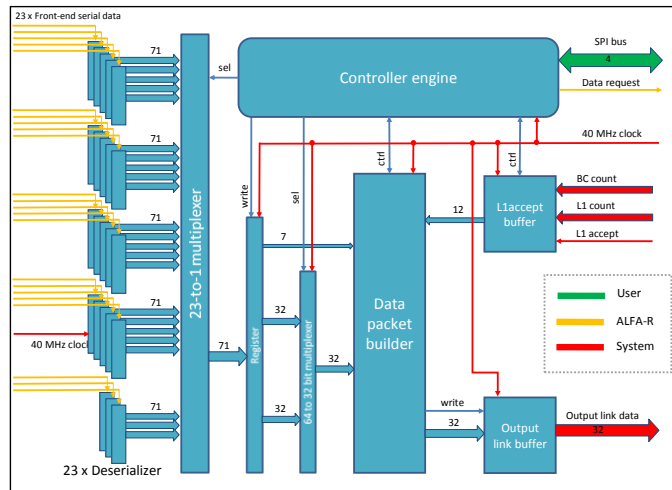 23 x Front-end serial data
71
71
71
71
40 MHz clock
71
23 x Deserializer
23-to-1 multiplexer
sel
Controller engine
SPI bus
4
Data request
40 MHz clock
write
sel
ctrl
ctrl
BC count
L1 count
L1 accept
L1accept
buffer
12
7
32
32
71
Register
64 to 32 bit multiplexer
32
Data
packet
builder
User
ALFA-R
System
write
32
Output
link buffer
Output link data
32